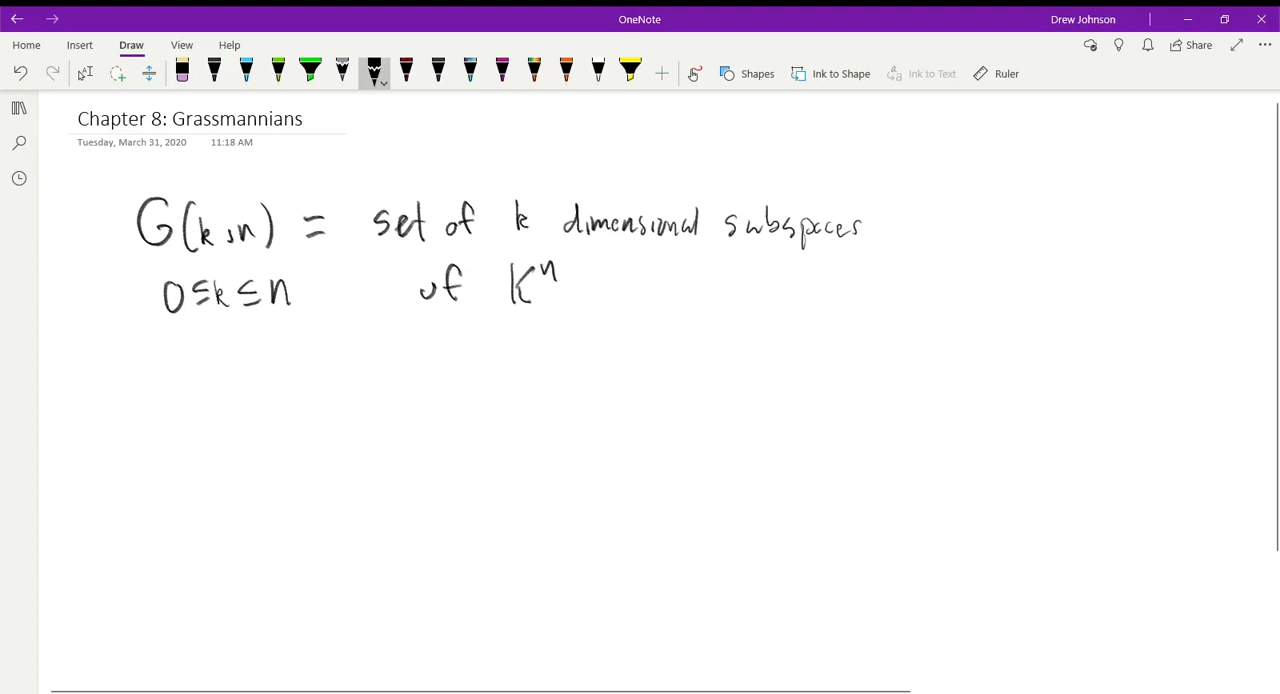 OneNote
Drew Johnson
Home Insert Draw View Help
Share
Shapes Ink to Shape Ink to Text Ruler
Chapter 8: Grassmannians
Tuesday, March 31, 2020 11:18 AM
G(k,n) = set of k dimensional subspaces
0≤k≤n of Kⁿ